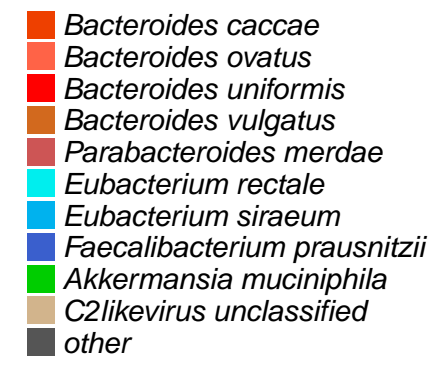 Bacteroides caccae
Bacteroides ovatus
Bacteroides uniformis
Bacteroides vulgatus
Parabacteroides merdae
Eubacterium rectale
Eubacterium siraeum
Faecalibacterium prausnitzii
Akkermansia muciniphila
C2likevirus unclassified
other